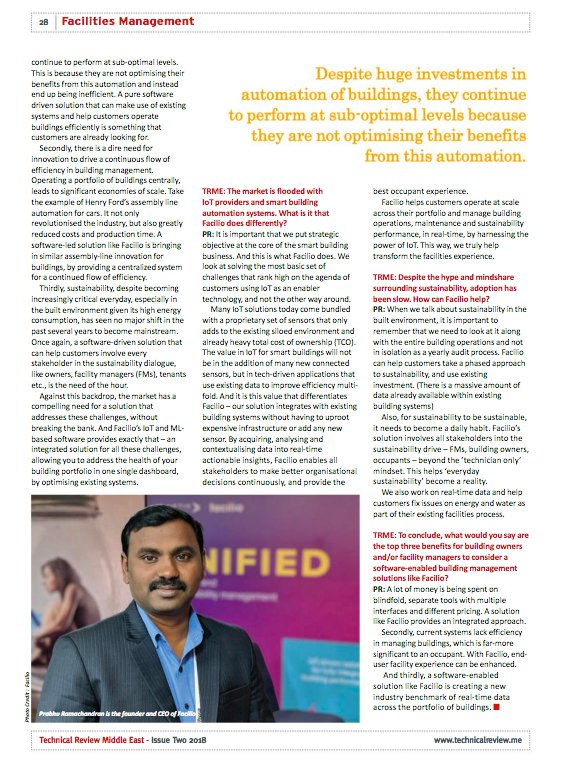 28 | Facilities Management
continue to perform at sub-optimal levels.
This is because they are not optimising their
benefits from this automation and instead
end up being inefficient. A pure software
driven solution that can make use of existing
systems and help customers operate
buildings efficiently is something that
customers are already looking for.
Secondly, there is a dire need for
innovation to drive a continuous flow of
efficiency in building management.
Operating a portfolio of buildings centrally,
leads to significant economies of scale. Take
the example of Henry Ford's assembly line
automation for cars. It not only
revolutionised the industry, but also greatly
reduced costs and production time. A
software-led solution like Facilio is bringing
in similar assembly-line innovation for
buildings, by providing a centralized system
for a continued flow of efficiency.
Thirdly, sustainability, despite becoming
increasingly critical everyday, especially in
the built environment given its high energy
consumption, has seen no major shift in the
past several years to become mainstream.
Once again, a software-driven solution that
can help customers involve every
stakeholder in the sustainability dialogue,
like owners, facility managers (FMs), tenants
etc., is the need of the hour.
Against this backdrop, the market has a
compelling need for a solution that
addresses these challenges, without
breaking the bank. And Facilio's IoT and ML-
based software provides exactly that – an
integrated solution for all these challenges,
allowing you to address the health of your
building portfolio in one single dashboard,
by optimising existing systems.
Despite huge investments in
automation of buildings, they continue
to perform at sub-optimal levels because
they are not optimising their benefits
from this automation.
TRME: The market is flooded with
IoT providers and smart building
automation systems. What is it that
Facilio does differently?
PR: It is important that we put strategic
objective at the core of the smart building
business. And this is what Facilio does. We
look at solving the most basic set of
challenges that rank high on the agenda of
customers using IoT as an enabler
technology, and not the other way around.
Many IoT solutions today come bundled
with a proprietary set of sensors that only
adds to the existing siloed environment and
already heavy total cost of ownership (TCO).
The value in IoT for smart buildings will not
be in the addition of many new connected
sensors, but in tech-driven applications that
use existing data to improve efficiency multi-
fold. And it is this value that differentiates
Facilio – our solution integrates with existing
building systems without having to uproot
expensive infrastructure or add any new
sensor. By acquiring, analysing and
contextualising data into real-time
actionable insights, Facilio enables all
stakeholders to make better organisational
decisions continuously, and provide the
best occupant experience.
Facilio helps customers operate at scale
across their portfolio and manage building
operations, maintenance and sustainability
performance, in real-time, by harnessing the
power of IoT. This way, we truly help
transform the facilities experience.
TRME: Despite the hype and mindshare
surrounding sustainability, adoption has
been slow. How can Facilio help?
PR: When we talk about sustainability in the
built environment, it is important to
remember that we need to look at it along
with the entire building operations and not
in isolation as a yearly audit process. Facilio
can help customers take a phased approach
to sustainability, and use existing
investment. (There is a massive amount of
data already available within existing
building systems)
Also, for sustainability to be sustainable,
it needs to become a daily habit. Facilio's
solution involves all stakeholders into the
sustainability drive – FMs, building owners,
occupants – beyond the 'technician only'
mindset. This helps 'everyday
sustainability' become a reality.
We also work on real-time data and help
customers fix issues on energy and water as
part of their existing facilities process.
TRME: To conclude, what would you say are
the top three benefits for building owners
and/or facility managers to consider a
software-enabled building management
solutions like Facilio?
PR: A lot of money is being spent on
blindfold, separate tools with multiple
interfaces and different pricing. A solution
like Facilio provides an integrated approach.
Secondly, current systems lack efficiency
in managing buildings, which is far-more
significant to an occupant. With Facilio, end-
user facility experience can be enhanced.
And thirdly, a software-enabled
solution like Facilio is creating a new
industry benchmark of real-time data
across the portfolio of buildings.
facilio
NIFIED
Photo Credit : Facilio
Prabhu Ramachandran is the founder and CEO of Facilio
Technical Review Middle East - Issue Two 2018
www.technicalreview.me